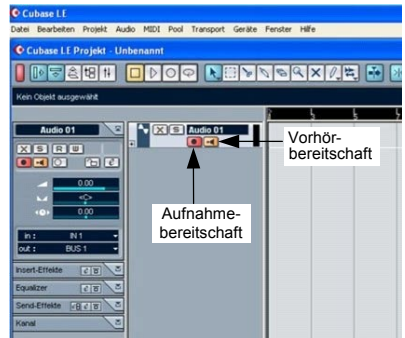 Cubase LE
Datei Bearbeiten Projekt Audio MIDI Pool Transport Geräte Fenster Hilfe
Cubase LE Projekt - Unbenannt
Kein Objekt ausgewählt
Audio 01
X S R W
0.00
<C>
0.00
in : IN 1
out : BUS 1
Insert-Effekte
Equalizer
Send-Effekte
Kanal
X S Audio 01
Vorhör-
bereitschaft
Aufnahme-
bereitschaft